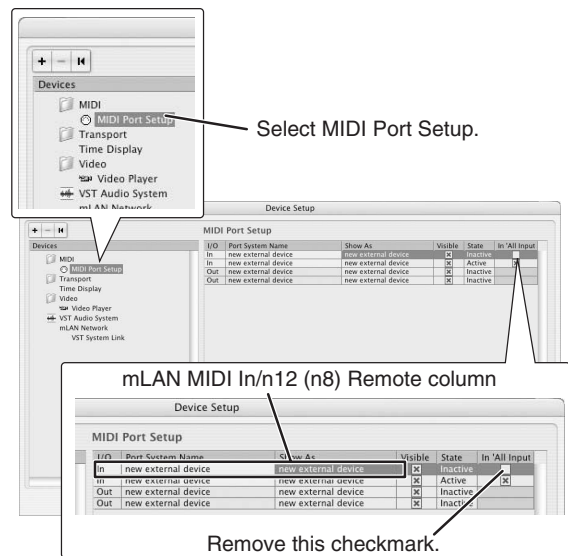 Devices
MIDI
MIDI Port Setup
Transport
Time Display
Video
Video Player
VST Audio System
mLAN Network
Select MIDI Port Setup.
Device Setup
Devices
MIDI
MIDI Port Setup
Transport
Time Display
Video
Video Player
VST Audio System
mLAN Network
VST System Link
MIDI Port Setup
I/O Port System Name Show As Visible State In 'All Input
In new external device new external device Inactive
In new external device new external device Active
Out new external device new external device Inactive
Out new external device new external device Inactive
mLAN MIDI In/n12 (n8) Remote column
Device Setup
MIDI Port Setup
I/O Port System Name Show As Visible State In 'All Input
In new external device new external device Inactive
In new external device new external device Active
Out new external device new external device Inactive
Out new external device new external device Inactive
Remove this checkmark.